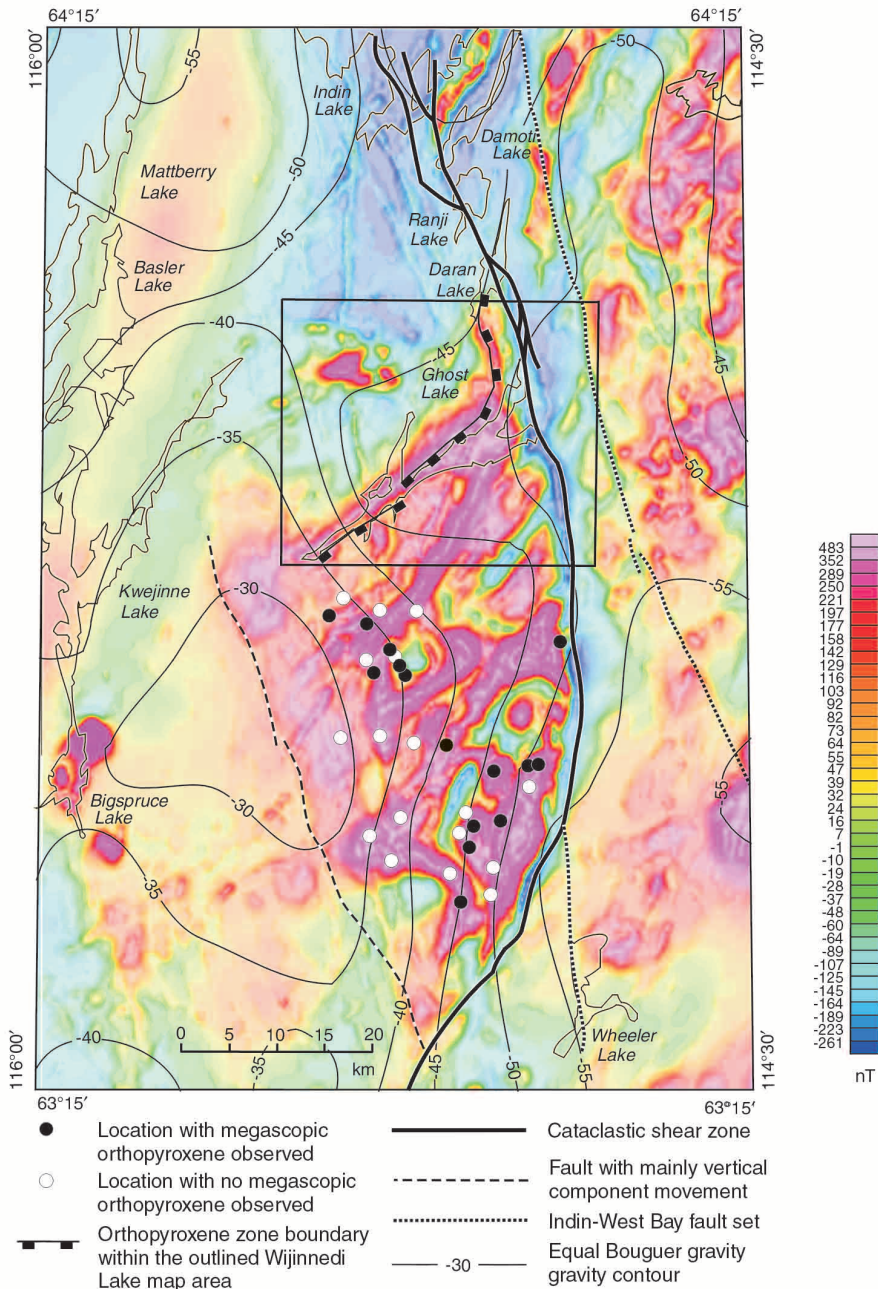 64°15′ 64°15′
116°00′
114°30′
-55
-50
Indin
Lake
Damoti
Lake
Mattberry
Lake
-50
-45
Ranji
Lake
Basler
Lake
Daran
Lake
-40
-45
-45
Ghost
Lake
-35
-50
Kwejinne
Lake
-30
-55
-30
-55
Bigspruce
Lake
-35
-40
-40
0 5 10 15 20
km
-35
-45
-50
-55
Wheeler
Lake
116°00′
114°30′
63°15′ 63°15′
483
352
289
250
221
197
177
158
142
129
116
103
92
82
73
64
55
47
39
32
24
16
7
-1
-10
-19
-28
-37
-48
-60
-64
-89
-107
-125
-145
-164
-189
-223
-261
nT
Location with megascopic
orthopyroxene observed
Location with no megascopic
orthopyroxene observed
Orthopyroxene zone boundary
within the outlined Wijinnedi
Lake map area
Cataclastic shear zone
Fault with mainly vertical
component movement
Indin-West Bay fault set
-30
Equal Bouguer gravity
gravity contour